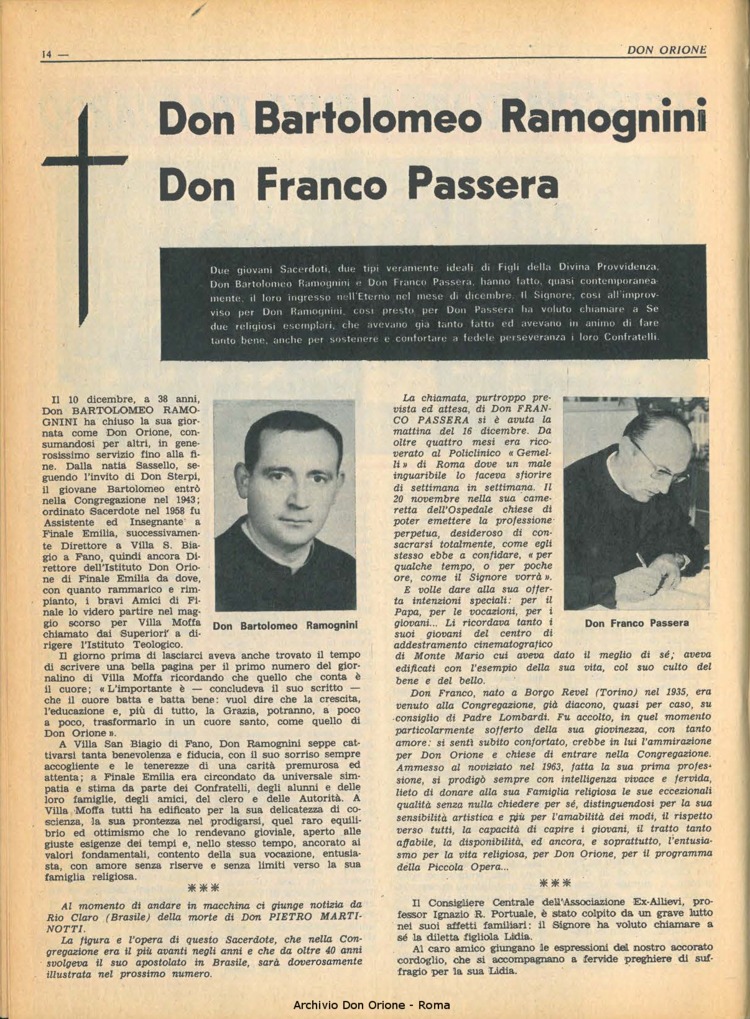 14 —
DON ORIONE
Don Bartolomeo Ramognini
Don Franco Passera
Due giovani Sacerdoti, due tipi veramente ideali di Figli della Divina Provvidenza,
Don Bartolomeo Ramognini e Don Franco Passera, hanno fatto, quasi contemporanea-
mente, il loro ingresso nell'Eterno nel mese di dicembre. Il Signore, così all'improv-
viso per Don Ramognini, così presto, per Don Passera ha voluto chiamare a Se
due religiosi esemplari, che avevano già tanto fatto ed avevano in animo di fare
tanto bene, anche per sostenere e confortare a fedele perseveranza i loro Confratelli.
Il 10 dicembre, a 38 anni,
Don BARTOLOMEO RAMO-
GNINI ha chiuso la sua gior-
nata come Don Orione, con-
sumandosi per altri, in gene-
rosissimo servizio fino alla fi-
ne. Dalla natia Sassello, se-
guendo l'invito di Don Sterpi,
il giovane Bartolomeo entrò
nella Congregazione nel 1943;
ordinato Sacerdote nel 1958 fu
Assistente ed Insegnante a
Finale Emilia, successivamen-
te Direttore a Villa S. Bia-
gio a Fano, quindi ancora Di-
rettore dell'Istituto Don Orio-
ne di Finale Emilia da dove,
con quanto rammarico e rim-
pianto, i bravi Amici di Fi-
nale lo videro partire nel mag-
gio scorso per Villa Moffa
chiamato dai Superiori a di-
rigere l'Istituto Teologico.
Don Bartolomeo Ramognini
Il giorno prima di lasciarci aveva anche trovato il tempo
di scrivere una bella pagina per il primo numero del gior-
nalino di Villa Moffa ricordando che quello che conta è
il cuore; « L'importante è — concludeva il suo scritto —
che il cuore batta e batta bene: vuol dire che la crescita,
l'educazione e, più di tutto, la Grazia, potranno, a poco
a poco, trasformarlo in un cuore santo, come quello di
Don Orione ».
A Villa San Biagio di Fano, Don Ramognini seppe cat-
tivarsi tanta benevolenza e fiducia, con il suo sorriso sempre
accogliente e le tenerezze di una carità premurosa ed
attenta; a Finale Emilia era circondato da universale sim-
patia e stima da parte dei Confratelli, degli alunni e delle
loro famiglie, degli amici, del clero e delle Autorità. A
Villa Moffa tutti ha edificato per la sua delicatezza di co-
scienza, la sua prontezza nel prodigarsi, quel raro equili-
brio ed ottimismo che lo rendevano gioviale, aperto alle
giuste esigenze dei tempi e, nello stesso tempo, ancorato ai
valori fondamentali, contento della sua vocazione, entusia-
sta, con amore senza riserve e senza limiti verso la sua
famiglia religiosa.
***
Al momento di andare in macchina ci giunge notizia da
Rio Claro (Brasile) della morte di Don PIETRO MARTI-
NOTTI.
La figura e l'opera di questo Sacerdote, che nella Con-
gregazione era il più avanti negli anni e che da oltre 40 anni
svolgeva il suo apostolato in Brasile, sarà doverosamente
illustrata nel prossimo numero.
La chiamata, purtroppo pre-
vista ed attesa, di Don FRAN-
CO PASSERA si è avuta la
mattina del 16 dicembre. Da
oltre quattro mesi era rico-
verato al Policlinico « Gemel-
li » di Roma dove un male
inguaribile lo faceva sfiorire
di settimana in settimana. Il
20 novembre nella sua came-
retta dell'Ospedale chiese di
poter emettere la professione
perpetua, desideroso di con-
sacrarsi totalmente, come egli
stesso ebbe a confidare, « per
qualche tempo, o per poche
ore, come il Signore vorrà ».
E volle dare alla sua offer-
ta intenzioni speciali: per il
Papa, per le vocazioni, per i
giovani... Li ricordava tanto i
suoi giovani del centro di
addestramento cinematografico
Don Franco Passera
di Monte Mario cui aveva dato il meglio di sé; aveva
edificati con l'esempio della sua vita, col suo culto del
bene e del bello.
Don Franco, nato a Borgo Revel (Torino) nel 1935, era
venuto alla Congregazione, già diacono, quasi per caso, su
consiglio di Padre Lombardi. Fu accolto, in quel momento
particolarmente sofferto della sua giovinezza, con tanto
amore: si sentì subito confortato, crebbe in lui l'ammirazione
per Don Orione e chiese di entrare nella Congregazione.
Ammesso al noviziato nel 1963, fatta la sua prima profes-
sione, si prodigò sempre con intelligenza vivace e fervida,
lieto di donare alla sua Famiglia religiosa le sue eccezionali
qualità senza nulla chiedere per sé, distinguendosi per la sua
sensibilità artistica e più per l'amabilità dei modi, il rispetto
verso tutti, la capacità di capire i giovani, il tratto tanto
affabile, la disponibilità, ed ancora, e soprattutto, l'entusia-
smo per la vita religiosa, per Don Orione, per il programma
della Piccola Opera...
***
Il Consigliere Centrale dell'Associazione Ex-Allievi, pro-
fessor Ignazio R. Portuale, è stato colpito da un grave lutto
nei suoi affetti familiari: il Signore ha voluto chiamare a
sé la diletta figliola Lidia.
Al caro amico giungano le espressioni del nostro accorato
cordoglio, che si accompagnano a fervide preghiere di suf-
fragio per la sua Lidia.
Archivio Don Orione - Roma